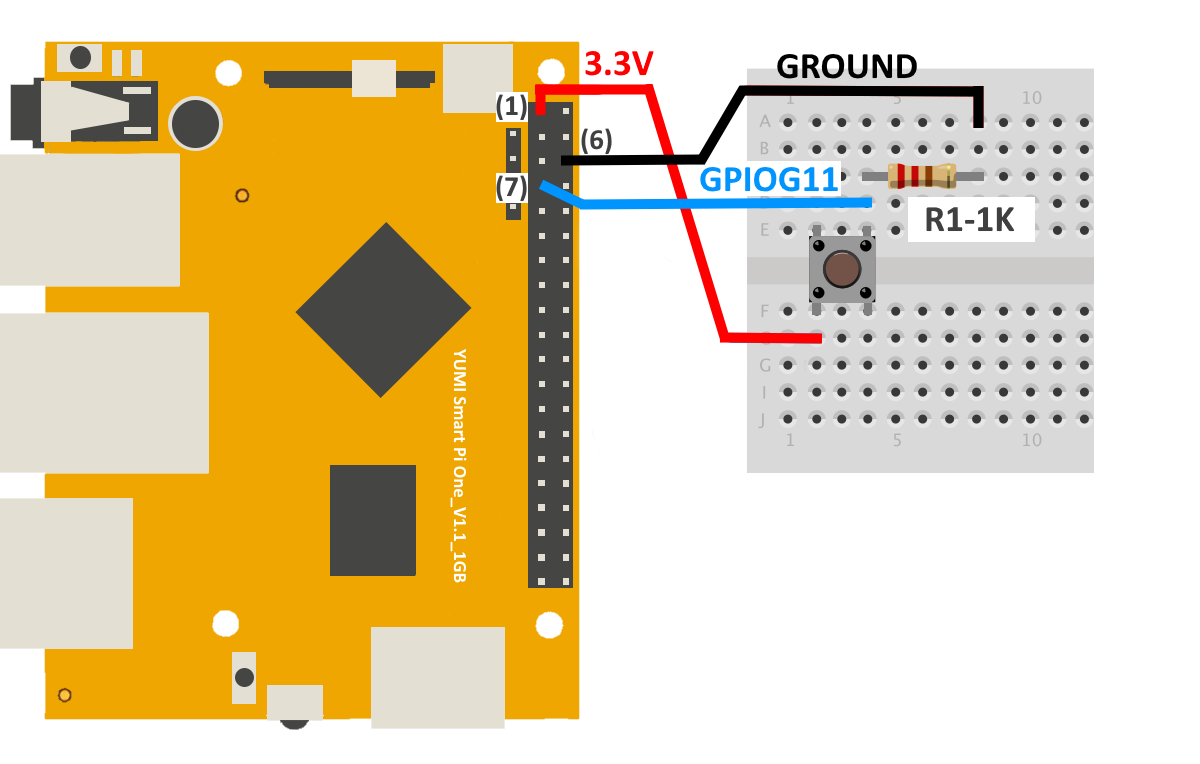 3.3V
GROUND
(1)
(6)
(7)
GPIOG11
R1-1K
YUMI Smart Pi One_V1.1_1GB
1 5 10
A
B
E
F
G
I
J
1 5 10